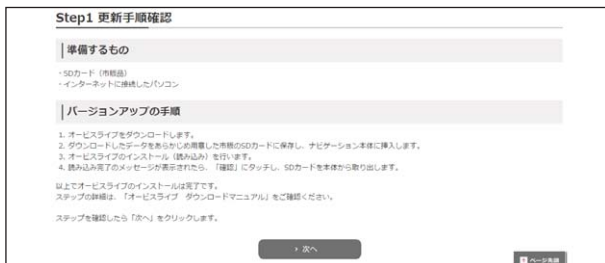 Step1 更新手順確認
準備するもの
・SDカード（市販品）
・インターネットに接続したパソコン
バージョンアップの手順
1. オービスライブをダウンロードします。
2. ダウンロードしたデータをあらかじめ用意した市販のSDカードに保存し、ナビゲーション本体に挿入します。
3. オービスライブのインストール（読み込み）を行います。
4. 読み込み完了のメッセージが表示されたら、「確認」にタッチし、SDカードを本体から取り出します。
以上でオービスライブのインストールは完了です。
ステップの詳細は、「オービスライブ　ダウンロードマニュアル」をご確認ください。
ステップを確認したら「次へ」をクリックします。
次へ
ページ先頭